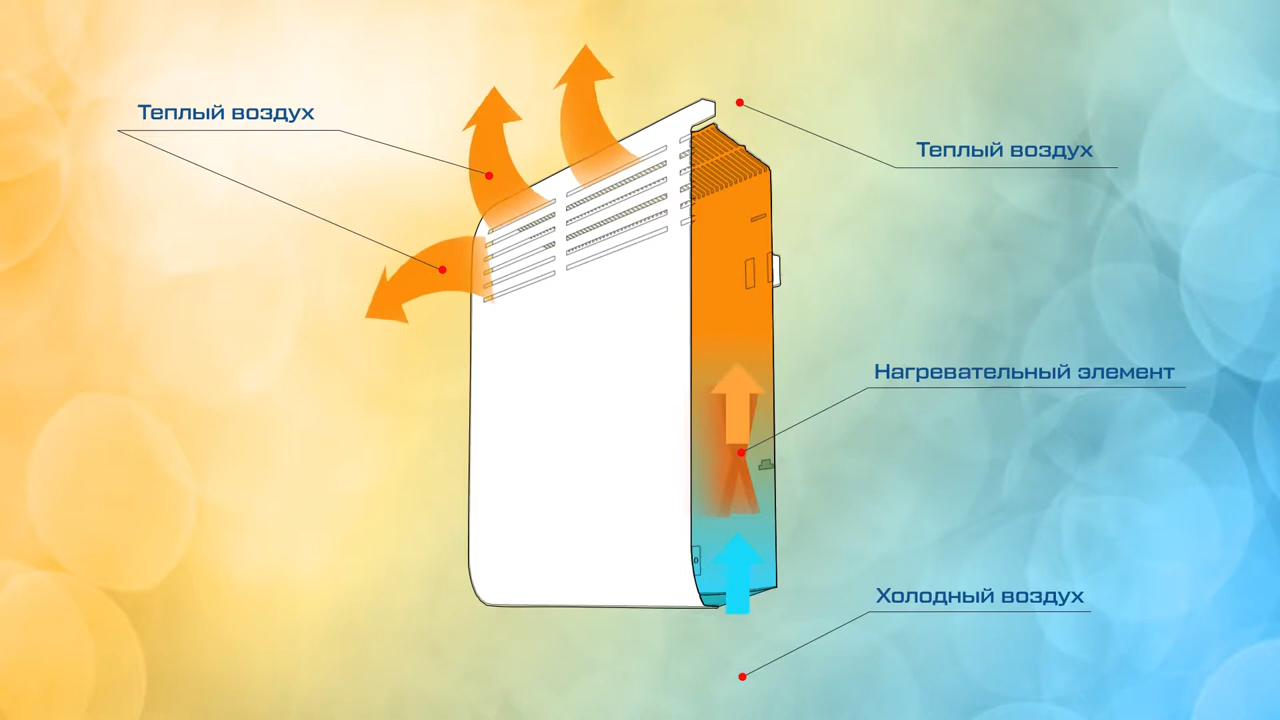 Теплый воздух
Теплый воздух
Нагревательный элемент
Холодный воздух